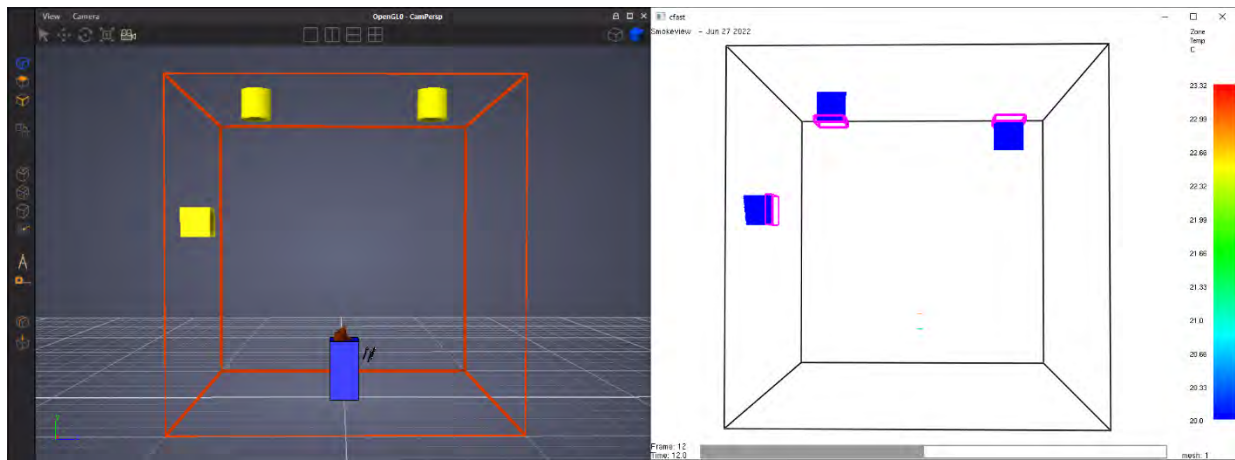 View Camera OpenGL0 - CamPersp
cfast
Smokeview - Jun 27 2022
Zone
Temp
C
23.32
22.99
22.66
22.32
21.99
21.66
21.33
21.0
20.66
20.33
20.0
Frame: 12
Time: 12.0
mesh: 1